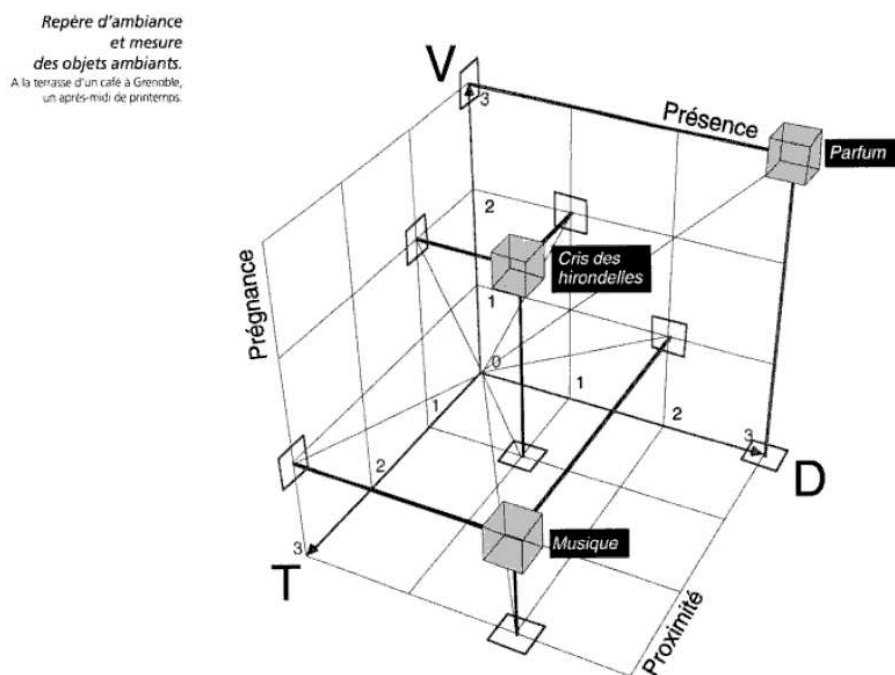 Repère d'ambiance
et mesure
des objets ambiants.
A la terrasse d'un café à Grenoble,
un après-midi de printemps.
V
3
Présence
Parfum
2
Cris des
hirondelles
Prégnance
1
0
1
1
2
2
3
D
3
T
Musique
Proximité